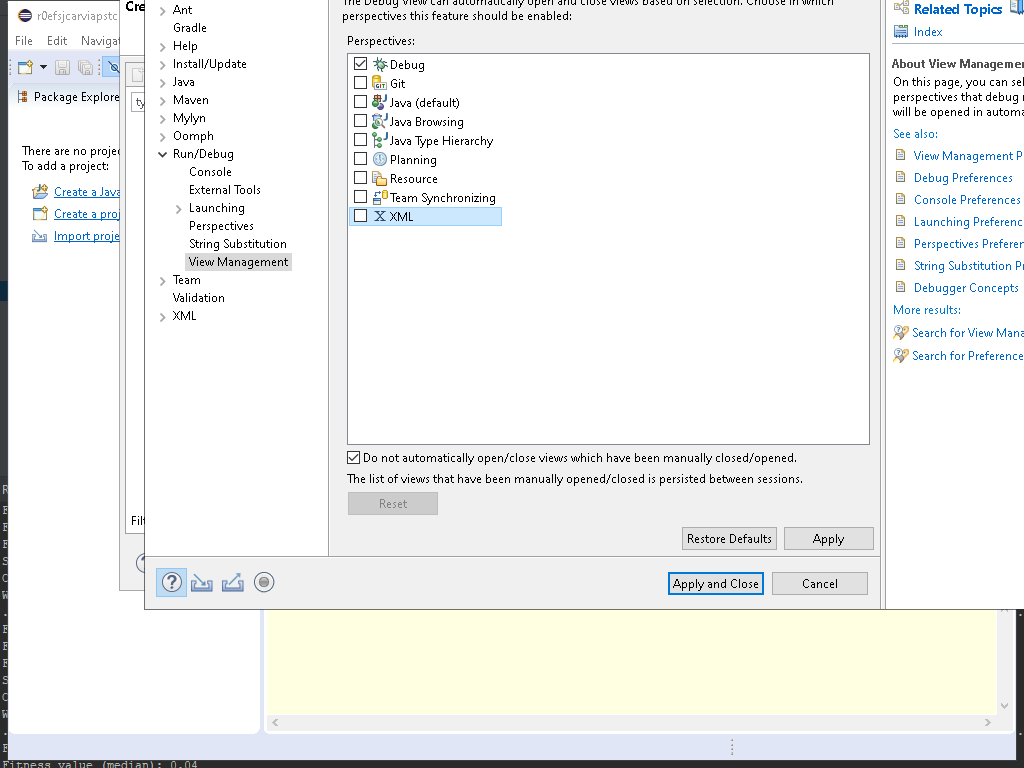 r0efsjcarviapstc
File Edit Navigat
Package Explore
There are no projec
To add a project:
Create a Java
Create a proj
Import proje
Cre
ty
Filt
Ant
Gradle
Help
Install/Update
Java
Maven
Mylyn
Oomph
Run/Debug
Console
External Tools
Launching
Perspectives
String Substitution
View Management
Team
Validation
XML
The Debug View can automatically open and close views based on selection. Choose in which
perspectives this feature should be enabled:
Perspectives:
Debug
Git
Java (default)
Java Browsing
Java Type Hierarchy
Planning
Resource
Team Synchronizing
XML
Do not automatically open/close views which have been manually closed/opened.
The list of views that have been manually opened/closed is persisted between sessions.
Reset
Restore Defaults Apply
Apply and Close Cancel
Related Topics
Index
About View Managemen
On this page, you can sel
perspectives that debug
will be opened in automa
See also:
View Management P
Debug Preferences
Console Preferences
Launching Preferenc
Perspectives Preferen
String Substitution Pr
Debugger Concepts
More results:
Search for View Mana
Search for Preference
Fitness value (median): 0.04